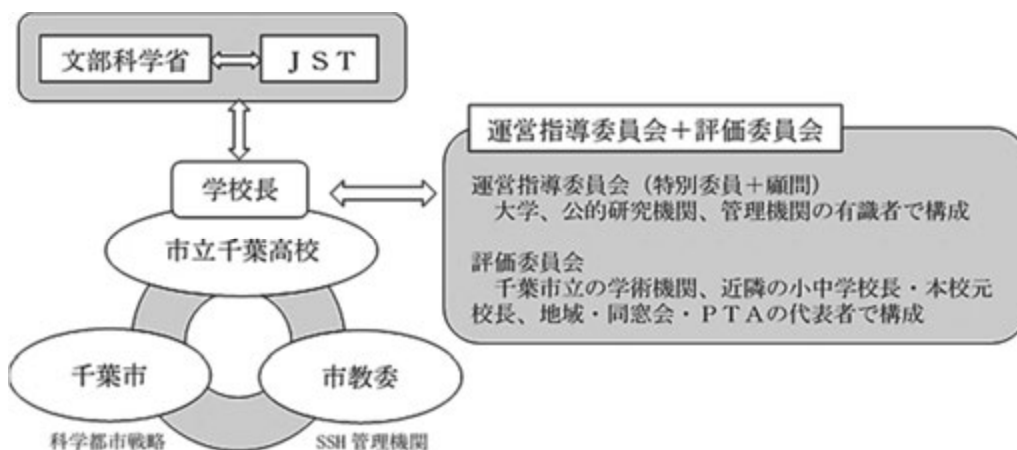 文部科学省
ＪＳＴ
学校長
市立千葉高校
千葉市
市教委
科学都市戦略
SSH 管理機関
運営指導委員会＋評価委員会
運営指導委員会（特別委員＋顧問）
大学、公的研究機関、管理機関の有識者で構成
評価委員会
千葉市立の学術機関、近隣の小中学校長・本校元
校長、地域・同窓会・ＰＴＡの代表者で構成